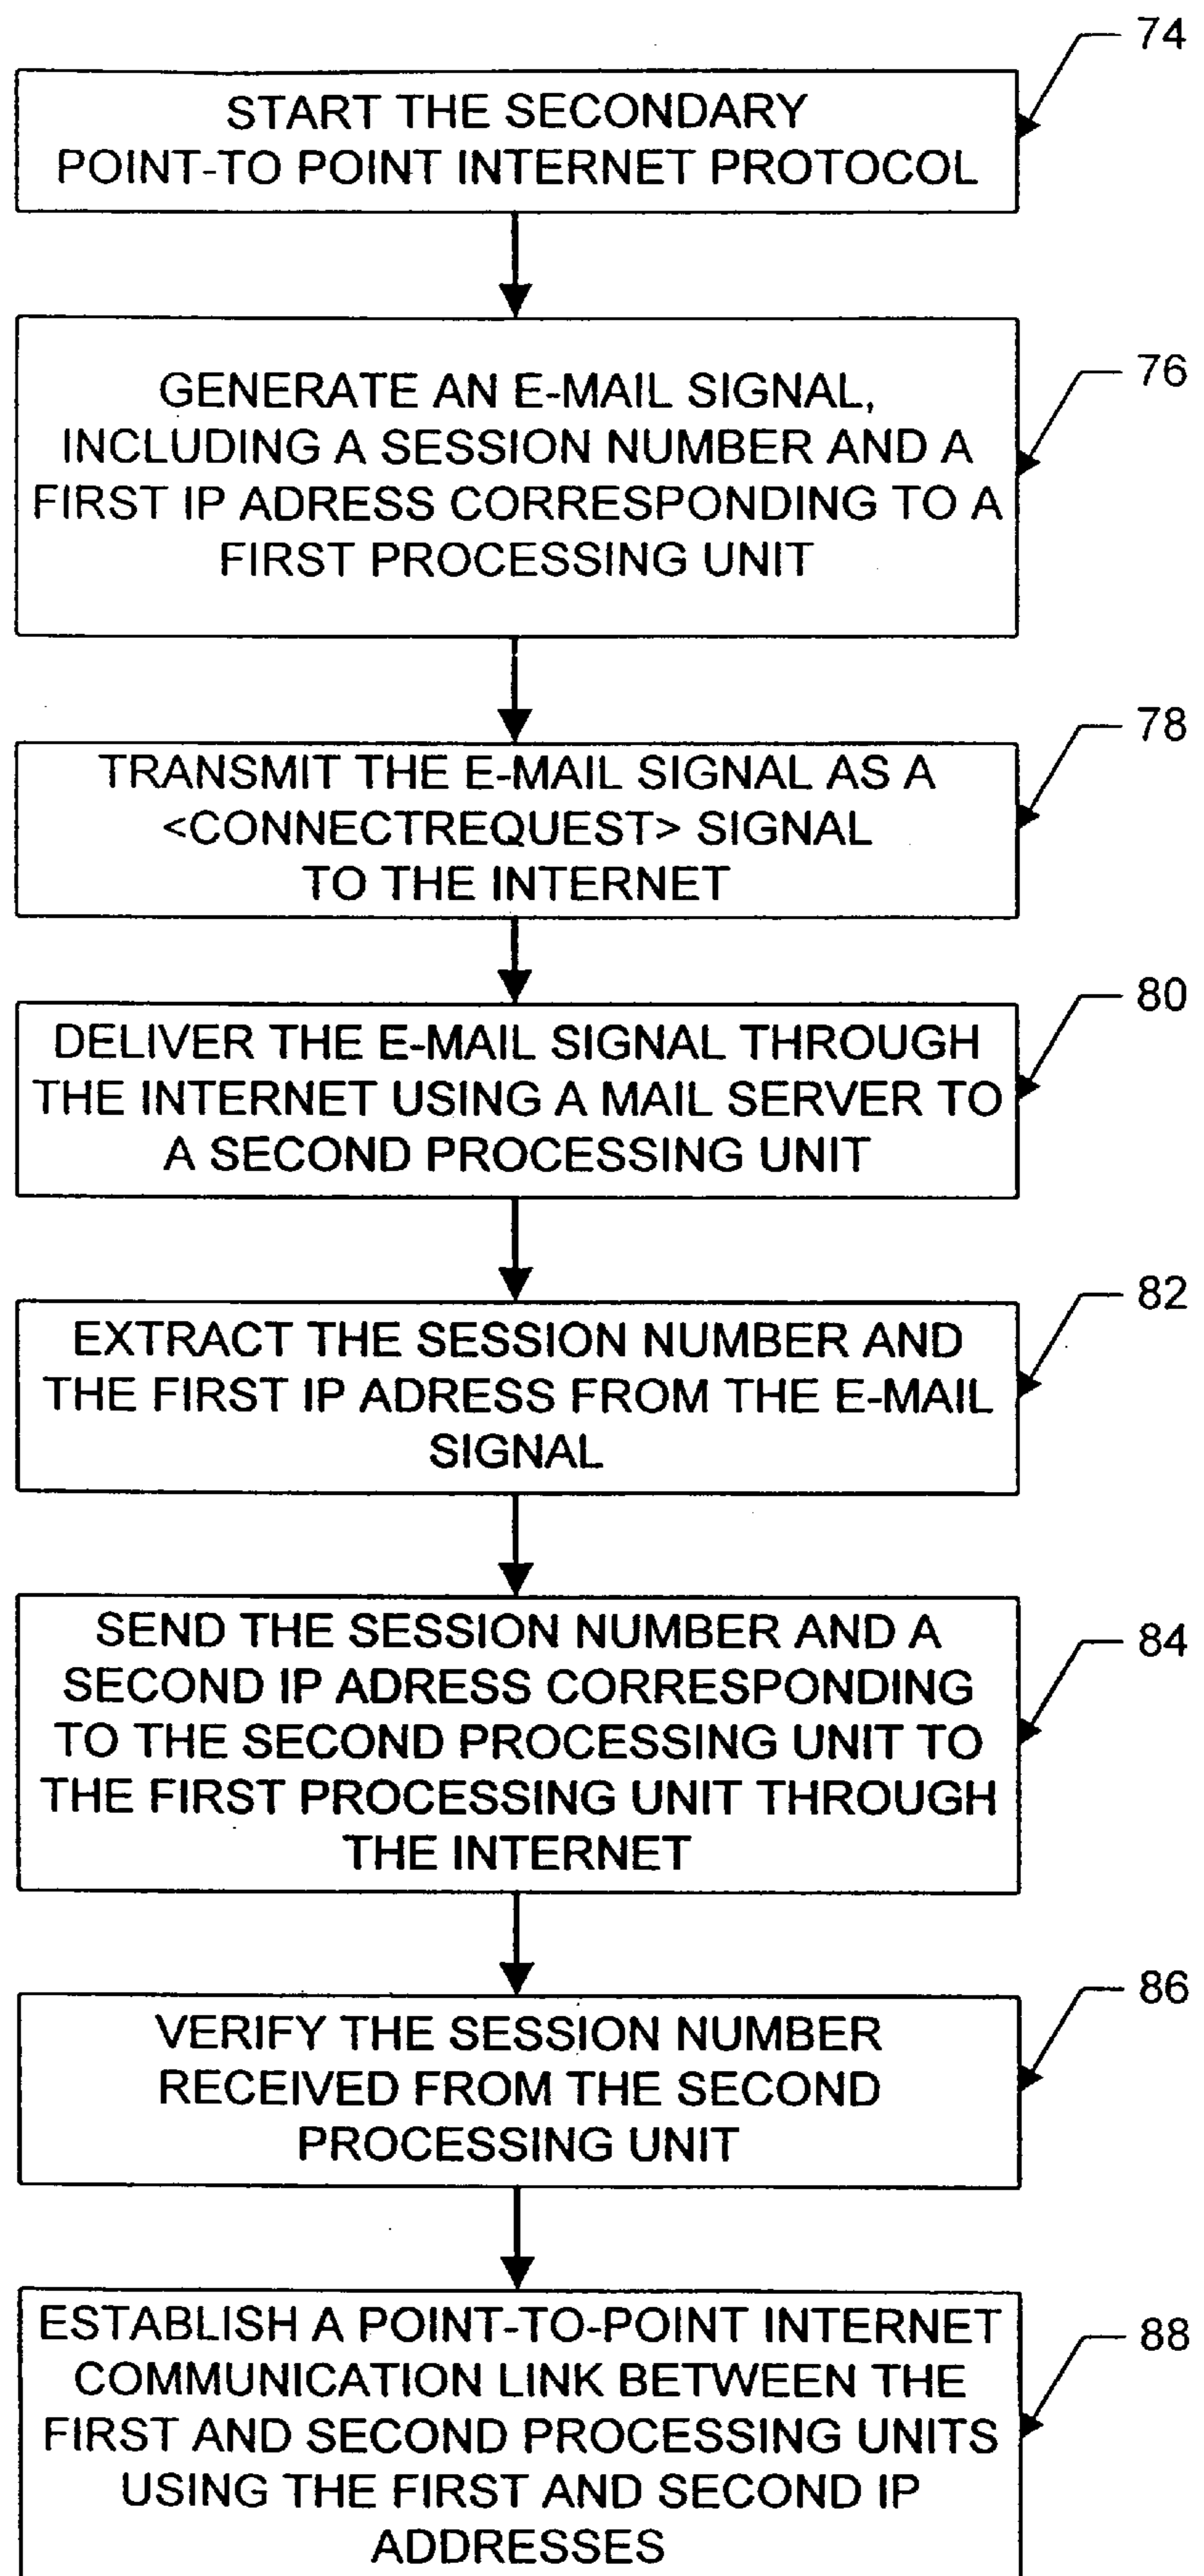 74
START THE SECONDARY
POINT-TO POINT INTERNET PROTOCOL
76
GENERATE AN E-MAIL SIGNAL,
INCLUDING A SESSION NUMBER AND A
FIRST IP ADRESS CORRESPONDING TO A
FIRST PROCESSING UNIT
78
TRANSMIT THE E-MAIL SIGNAL AS A
<CONNECTREQUEST> SIGNAL
TO THE INTERNET
80
DELIVER THE E-MAIL SIGNAL THROUGH
THE INTERNET USING A MAIL SERVER TO
A SECOND PROCESSING UNIT
82
EXTRACT THE SESSION NUMBER AND
THE FIRST IP ADRESS FROM THE E-MAIL
SIGNAL
84
SEND THE SESSION NUMBER AND A
SECOND IP ADRESS CORRESPONDING
TO THE SECOND PROCESSING UNIT TO
THE FIRST PROCESSING UNIT THROUGH
THE INTERNET
86
VERIFY THE SESSION NUMBER
RECEIVED FROM THE SECOND
PROCESSING UNIT
88
ESTABLISH A POINT-TO-POINT INTERNET
COMMUNICATION LINK BETWEEN THE
FIRST AND SECOND PROCESSING UNITS
USING THE FIRST AND SECOND IP
ADDRESSES